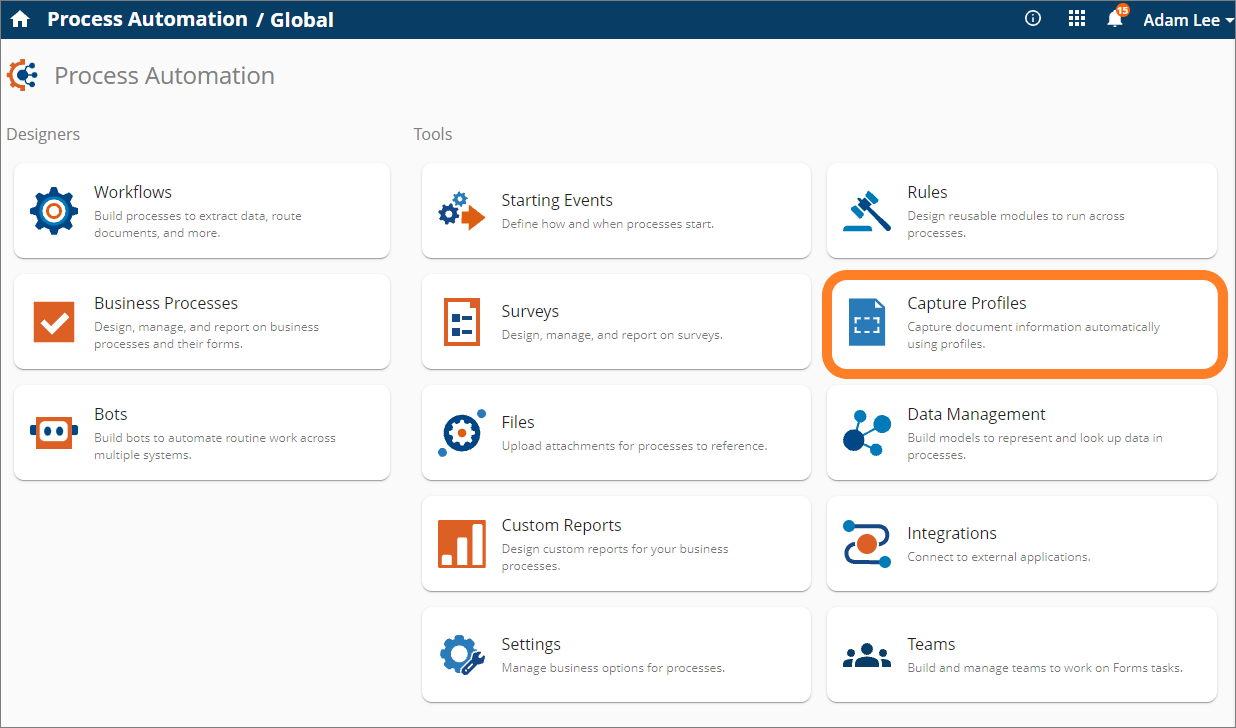 Process Automation / Global
15
Adam Lee
Process Automation
Designers
Workflows
Build processes to extract data, route
documents, and more.
Business Processes
Design, manage, and report on business
processes and their forms.
Bots
Build bots to automate routine work across
multiple systems.
Tools
Starting Events
Define how and when processes start.
Rules
Design reusable modules to run across
processes.
Surveys
Design, manage, and report on surveys.
Capture Profiles
Capture document information automatically
using profiles.
Files
Upload attachments for processes to reference.
Data Management
Build models to represent and look up data in
processes.
Custom Reports
Design custom reports for your business
processes.
Integrations
Connect to external applications.
Settings
Manage business options for processes.
Teams
Build and manage teams to work on Forms tasks.